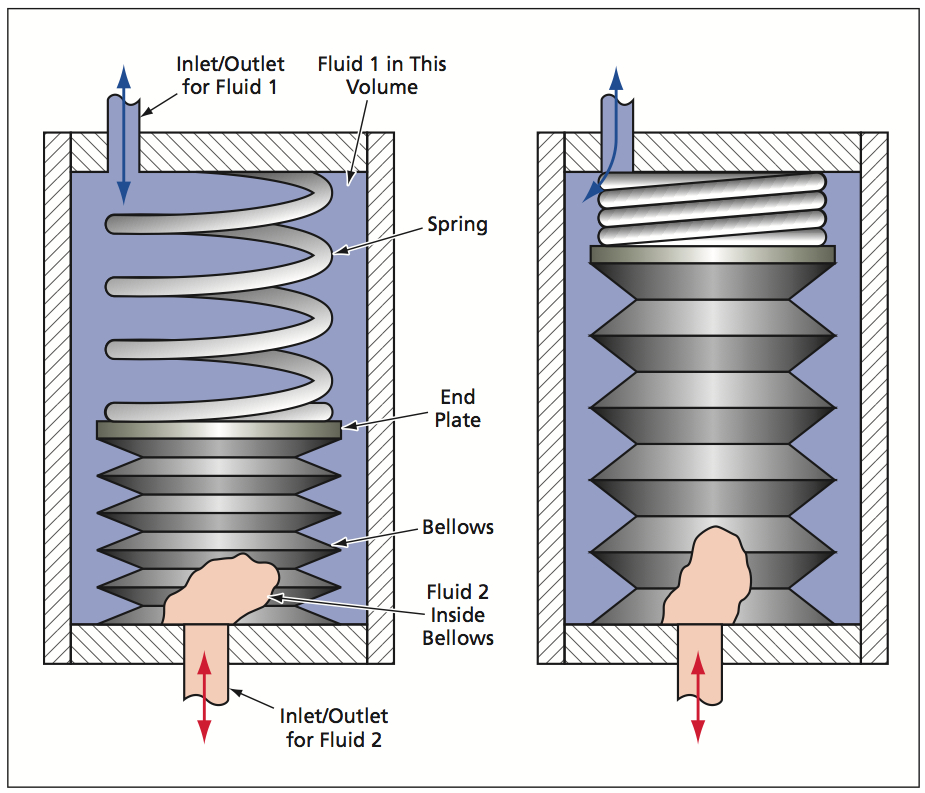 Inlet/Outlet
for Fluid 1
Fluid 1 in This
Volume
Spring
End
Plate
Bellows
Fluid 2
Inside
Bellows
Inlet/Outlet
for Fluid 2